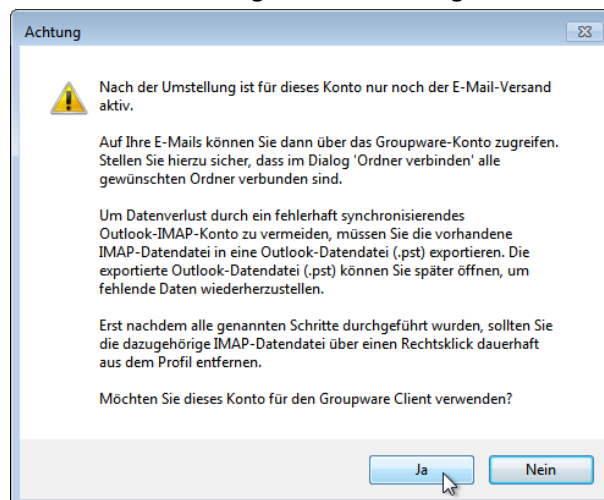 Achtung
Nach der Umstellung ist für dieses Konto nur noch der E-Mail-Versand
aktiv.
Auf Ihre E-Mails können Sie dann über das Groupware-Konto zugreifen.
Stellen Sie hierzu sicher, dass im Dialog 'Ordner verbinden' alle
gewünschten Ordner verbunden sind.
Um Datenverlust durch ein fehlerhaft synchronisierendes
Outlook-IMAP-Konto zu vermeiden, müssen Sie die vorhandene
IMAP-Datendatei in eine Outlook-Datendatei (.pst) exportieren. Die
exportierte Outlook-Datendatei (.pst) können Sie später öffnen, um
fehlende Daten wiederherzustellen.
Erst nachdem alle genannten Schritte durchgeführt wurden, sollten Sie
die dazugehörige IMAP-Datendatei über einen Rechtsklick dauerhaft
aus dem Profil entfernen.
Möchten Sie dieses Konto für den Groupware Client verwenden?
Ja Nein